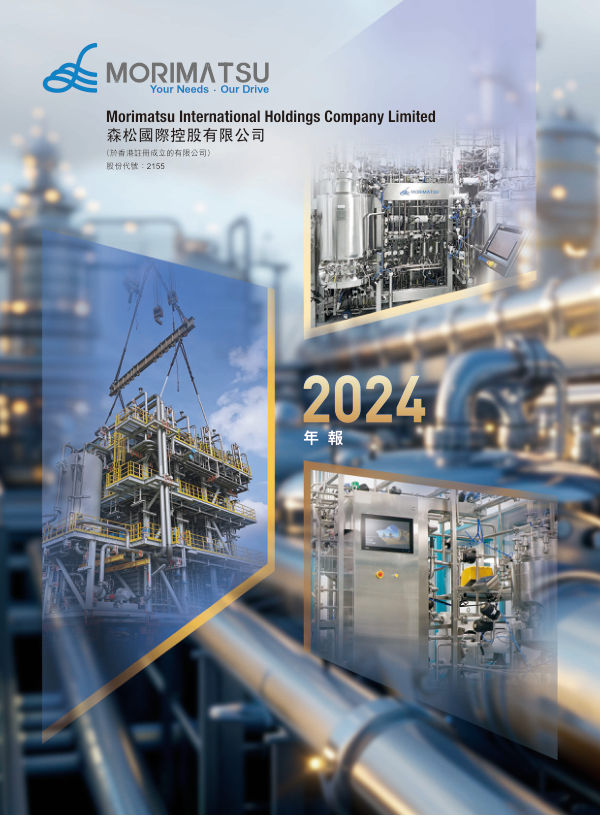 MORIMATSU
Your Needs · Our Drive
Morimatsu International Holdings Company Limited
森松國際控股有限公司
（於香港註冊成立的有限公司）
股份代號：2155
MORIMATSU
2024
年報